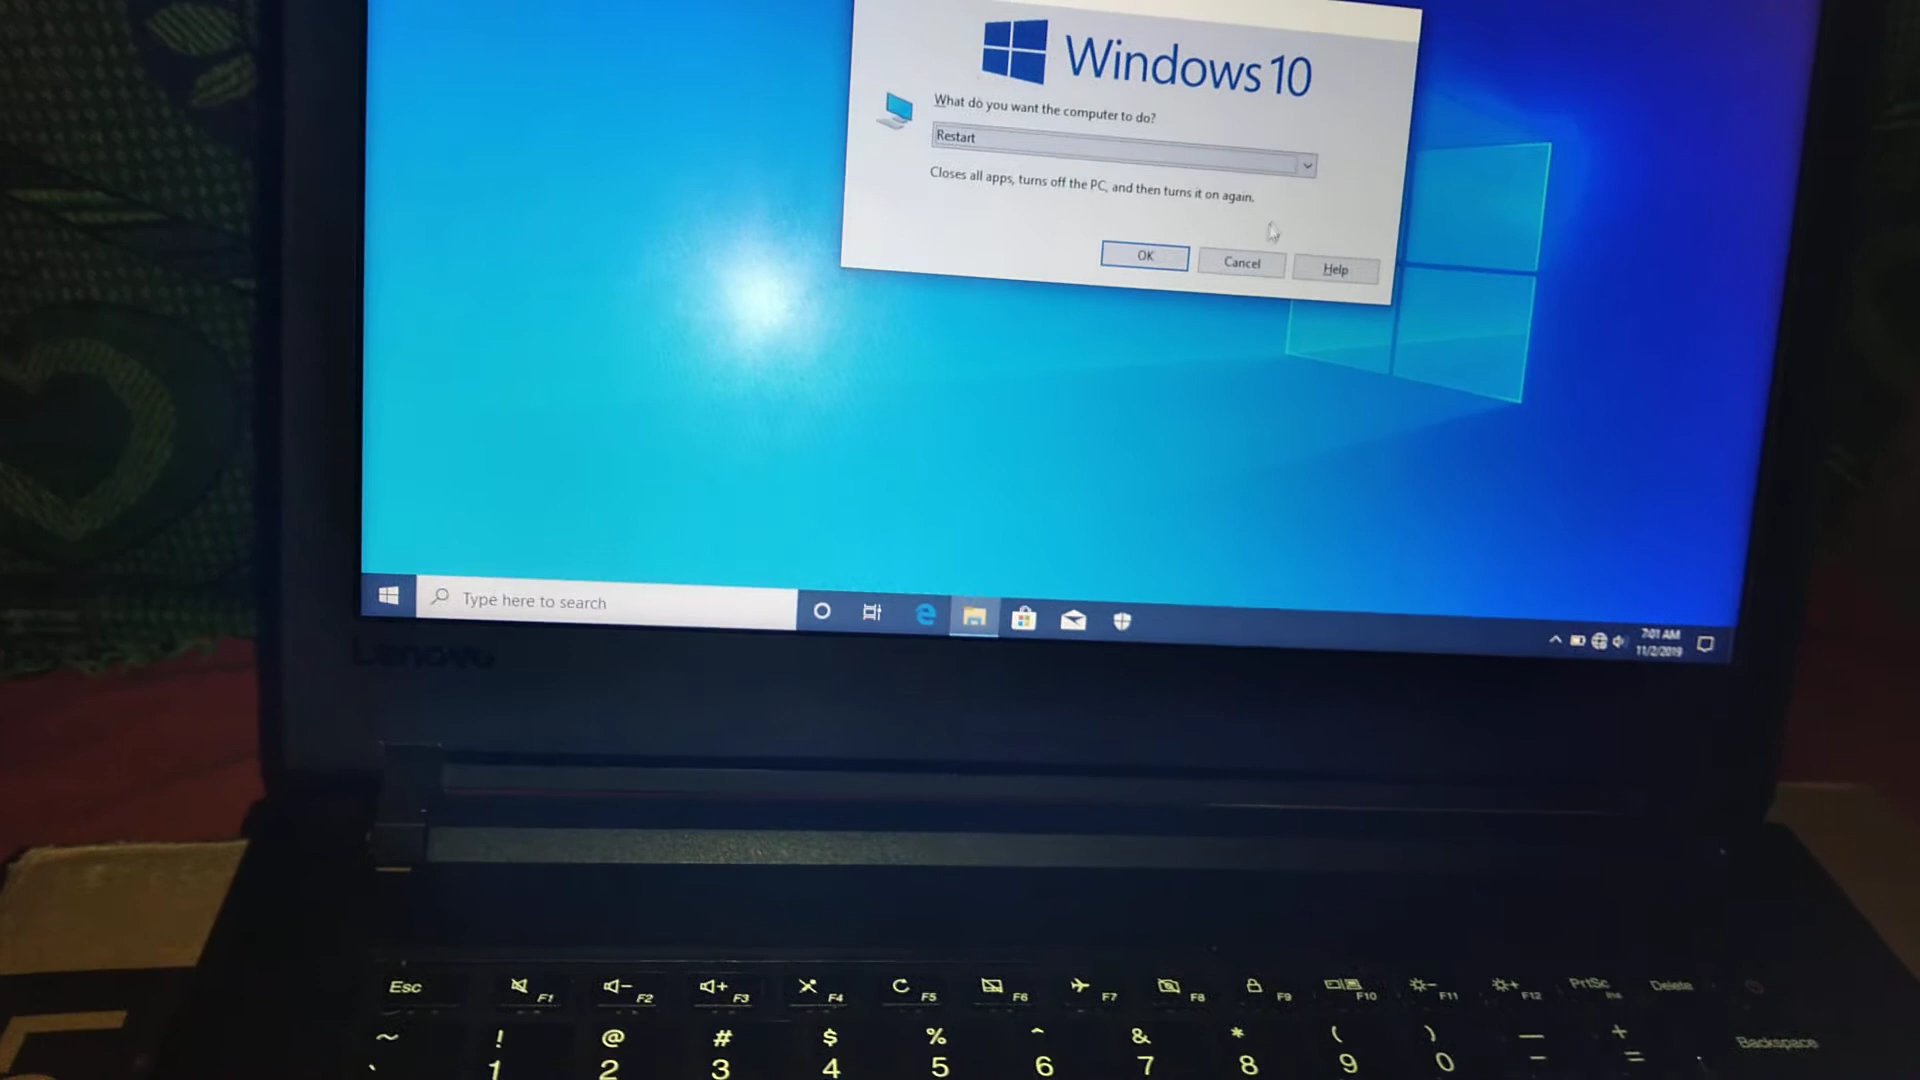 Windows 10
What do you want the computer to do?
Restart
Closes all apps, turns off the PC, and then turns it on again.
OK Cancel Help
Type here to search
7:01 AM
11/2/2019
Lenovo
Esc F1 F2 F3 F4 F5 F6 F7 F8 F9 F10 F11 F12 PrtSc Delete
~ ! @ # $ % ^ & * ( ) — +
` 1 2 3 4 5 6 7 8 9 0 - = Backspace